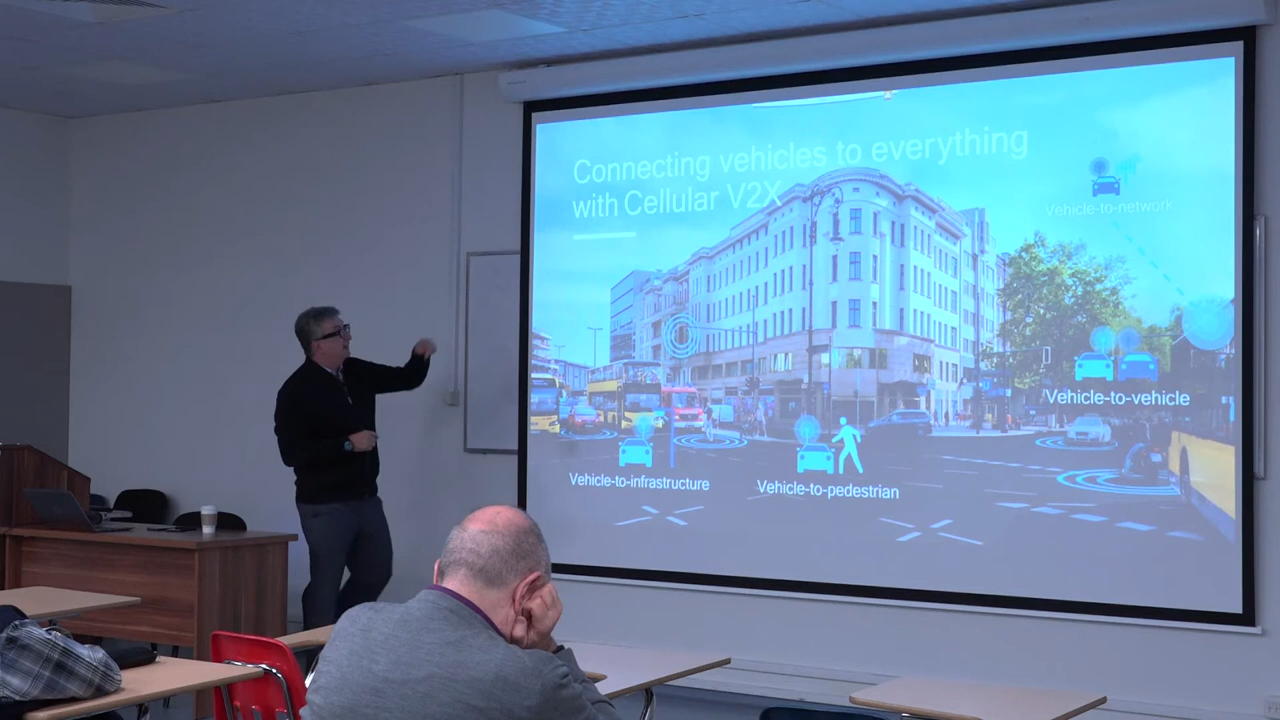 Connecting vehicles to everything
with Cellular V2X
Vehicle-to-network
Vehicle-to-vehicle
Vehicle-to-infrastructure
Vehicle-to-pedestrian